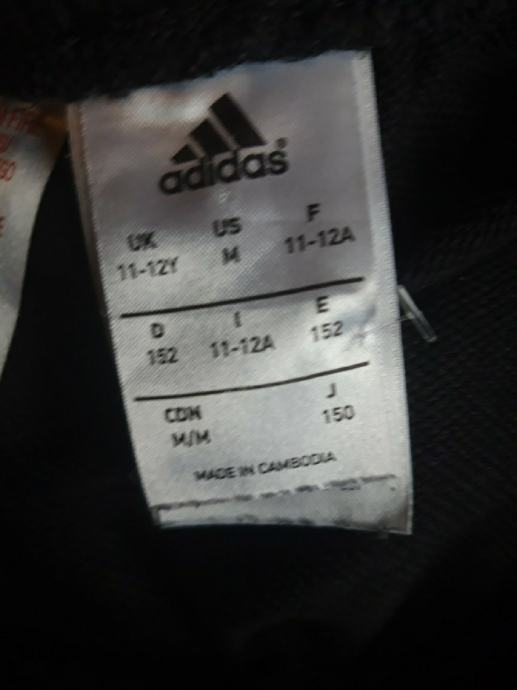 adidas®
UK US F
11-12Y M 11-12A
D I E
152 11-12A 152
CDN J
M/M 150
MADE IN CAMBODIA